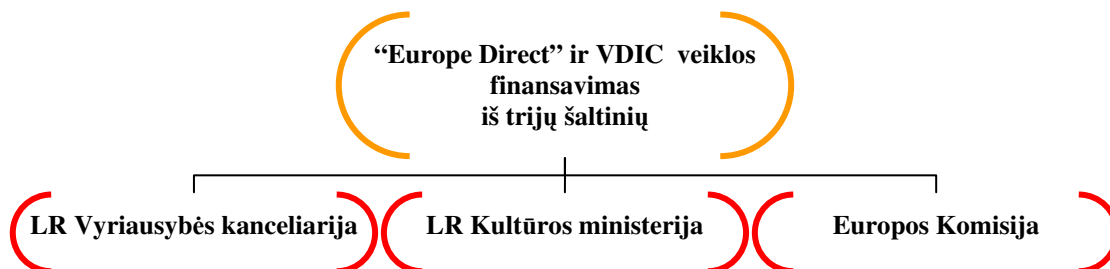 “Europe Direct” ir VDIC veiklos
finansavimas
iš trijų šaltinių
LR Vyriausybės kanceliarija
LR Kultūros ministerija
Europos Komisija